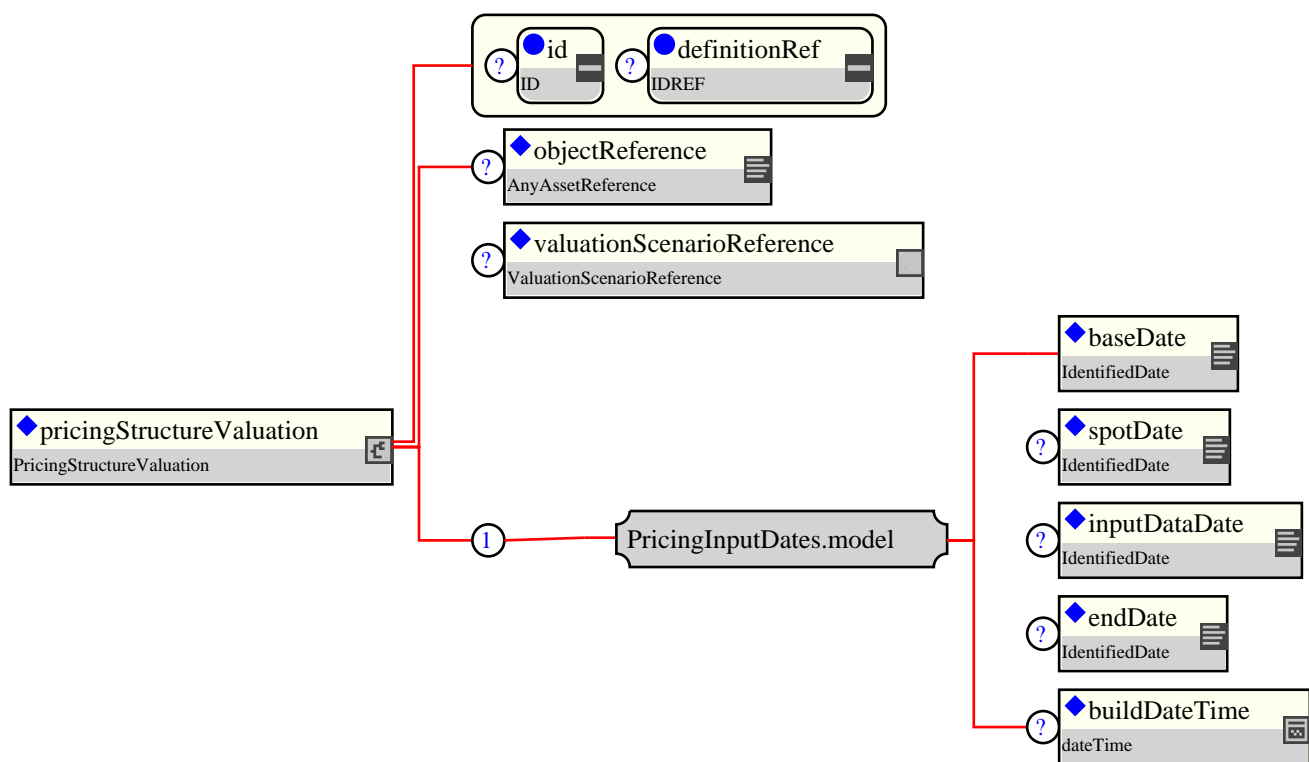 ? id ? definitionRef
ID IDREF
? objectReference
AnyAssetReference
? valuationScenarioReference
ValuationScenarioReference
baseDate
IdentifiedDate
pricingStructureValuation
PricingStructureValuation
? spotDate
IdentifiedDate
1 PricingInputDates.model
? inputDataDate
IdentifiedDate
? endDate
IdentifiedDate
? buildDateTime
dateTime